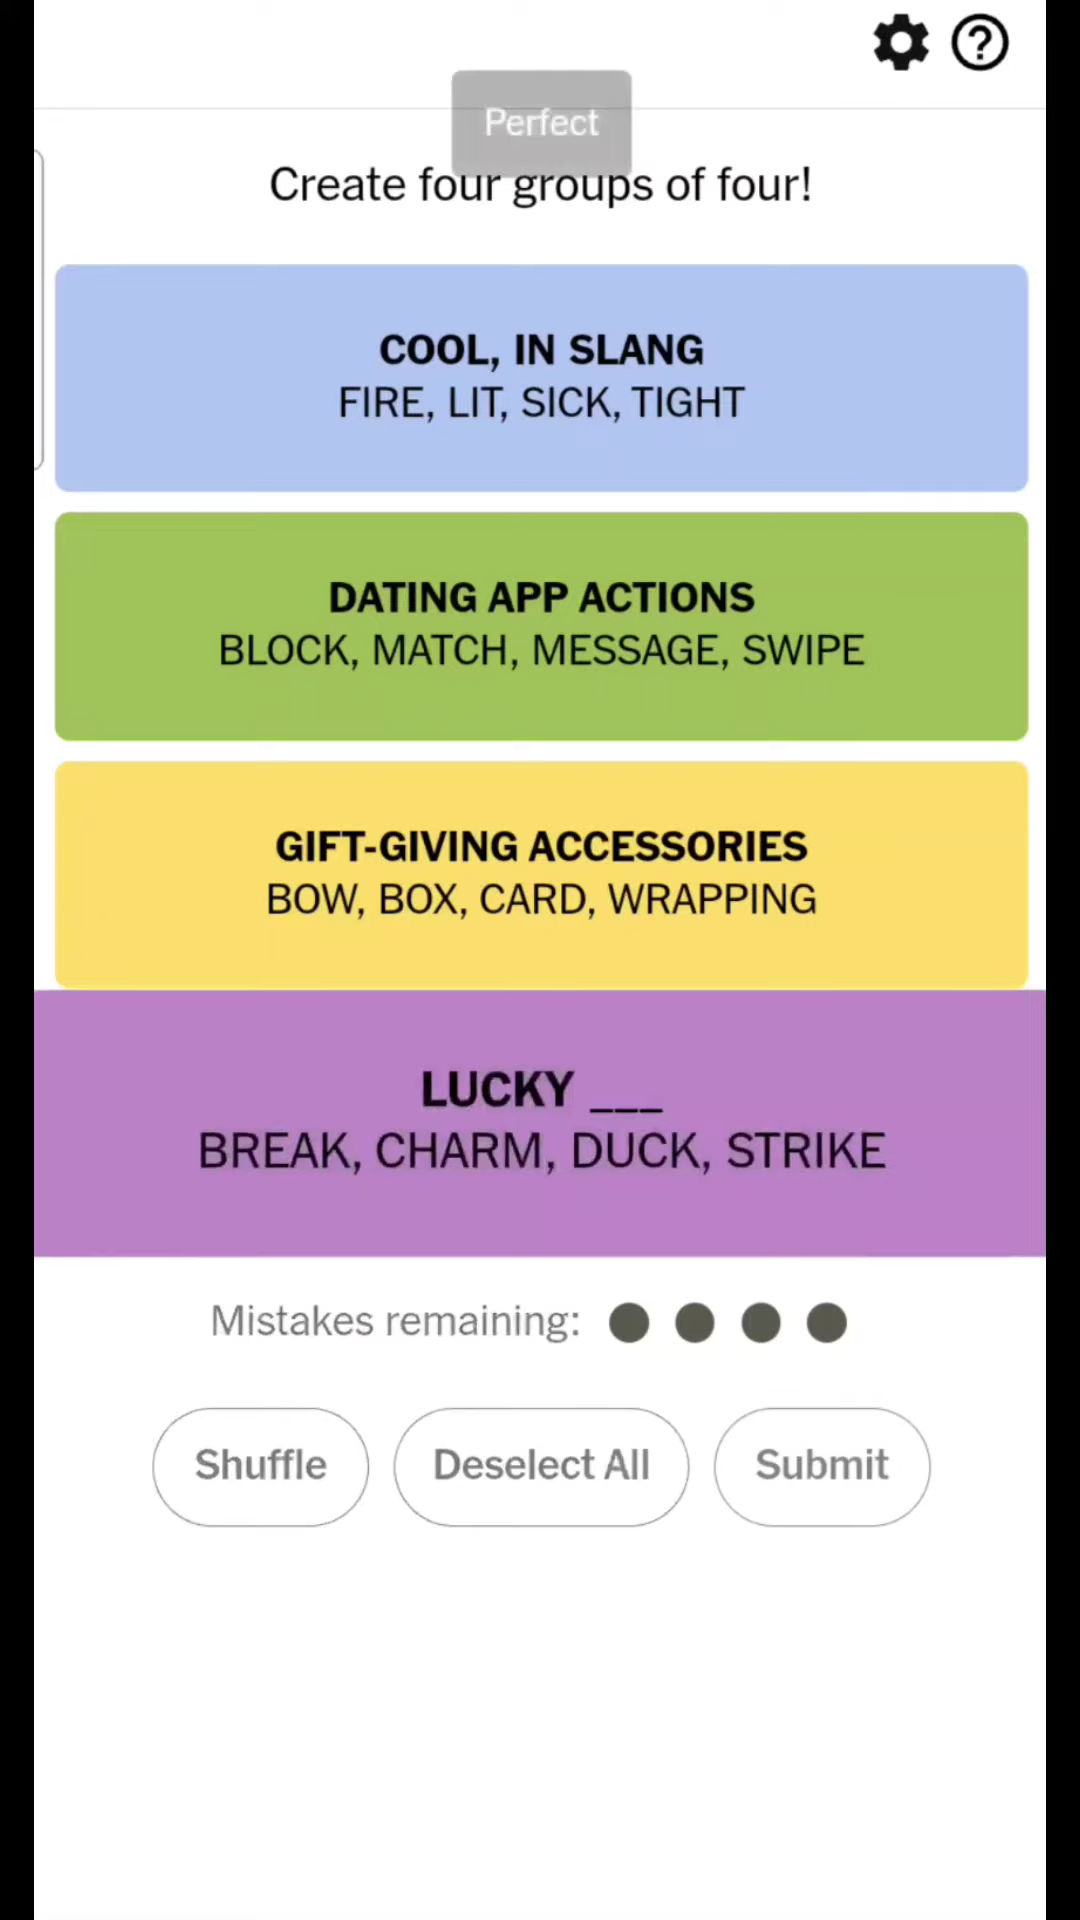 Perfect
Create four groups of four!
COOL, IN SLANG
FIRE, LIT, SICK, TIGHT
DATING APP ACTIONS
BLOCK, MATCH, MESSAGE, SWIPE
GIFT-GIVING ACCESSORIES
BOW, BOX, CARD, WRAPPING
LUCKY ___
BREAK, CHARM, DUCK, STRIKE
Mistakes remaining:
Shuffle
Deselect All
Submit